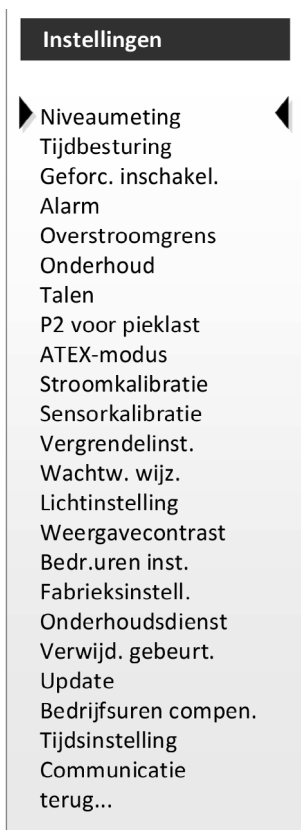 Instellingen
Niveaumeting
Tijdbesturing
Geforc. inschakel.
Alarm
Overstroomgrens
Onderhoud
Talen
P2 voor pieklast
ATEX-modus
Stroomkalibratie
Sensorkalibratie
Vergrendelinst.
Wachtw. wijz.
Lichtinstelling
Weergavecontrast
Bedr.uren inst.
Fabrieksinstell.
Onderhoudsdienst
Verwijd. gebeurt.
Update
Bedrijfsuren compen.
Tijdsinstelling
Communicatie
terug...